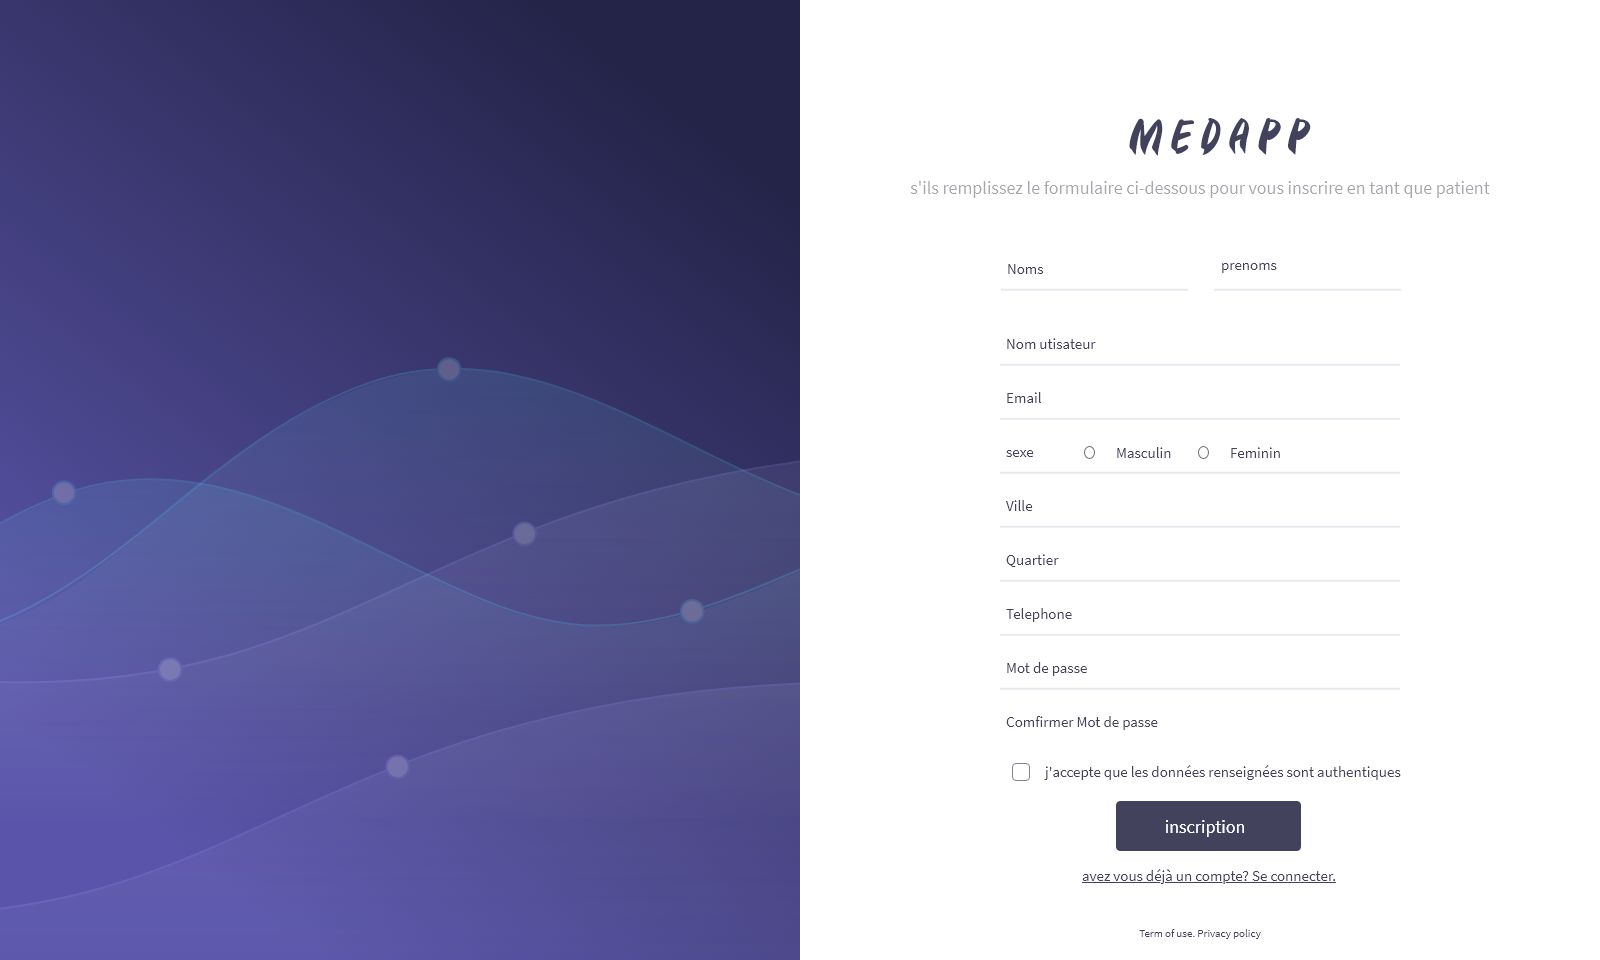 MEDAPP
s'ils remplissez le formulaire ci-dessous pour vous inscrire en tant que patient
Noms prenoms
Nom utisateur
Email
sexe Masculin Feminin
Ville
Quartier
Telephone
Mot de passe
Comfirmer Mot de passe
j'accepte que les données renseignées sont authentiques
inscription
avez vous déjà un compte? Se connecter.
Term of use. Privacy policy